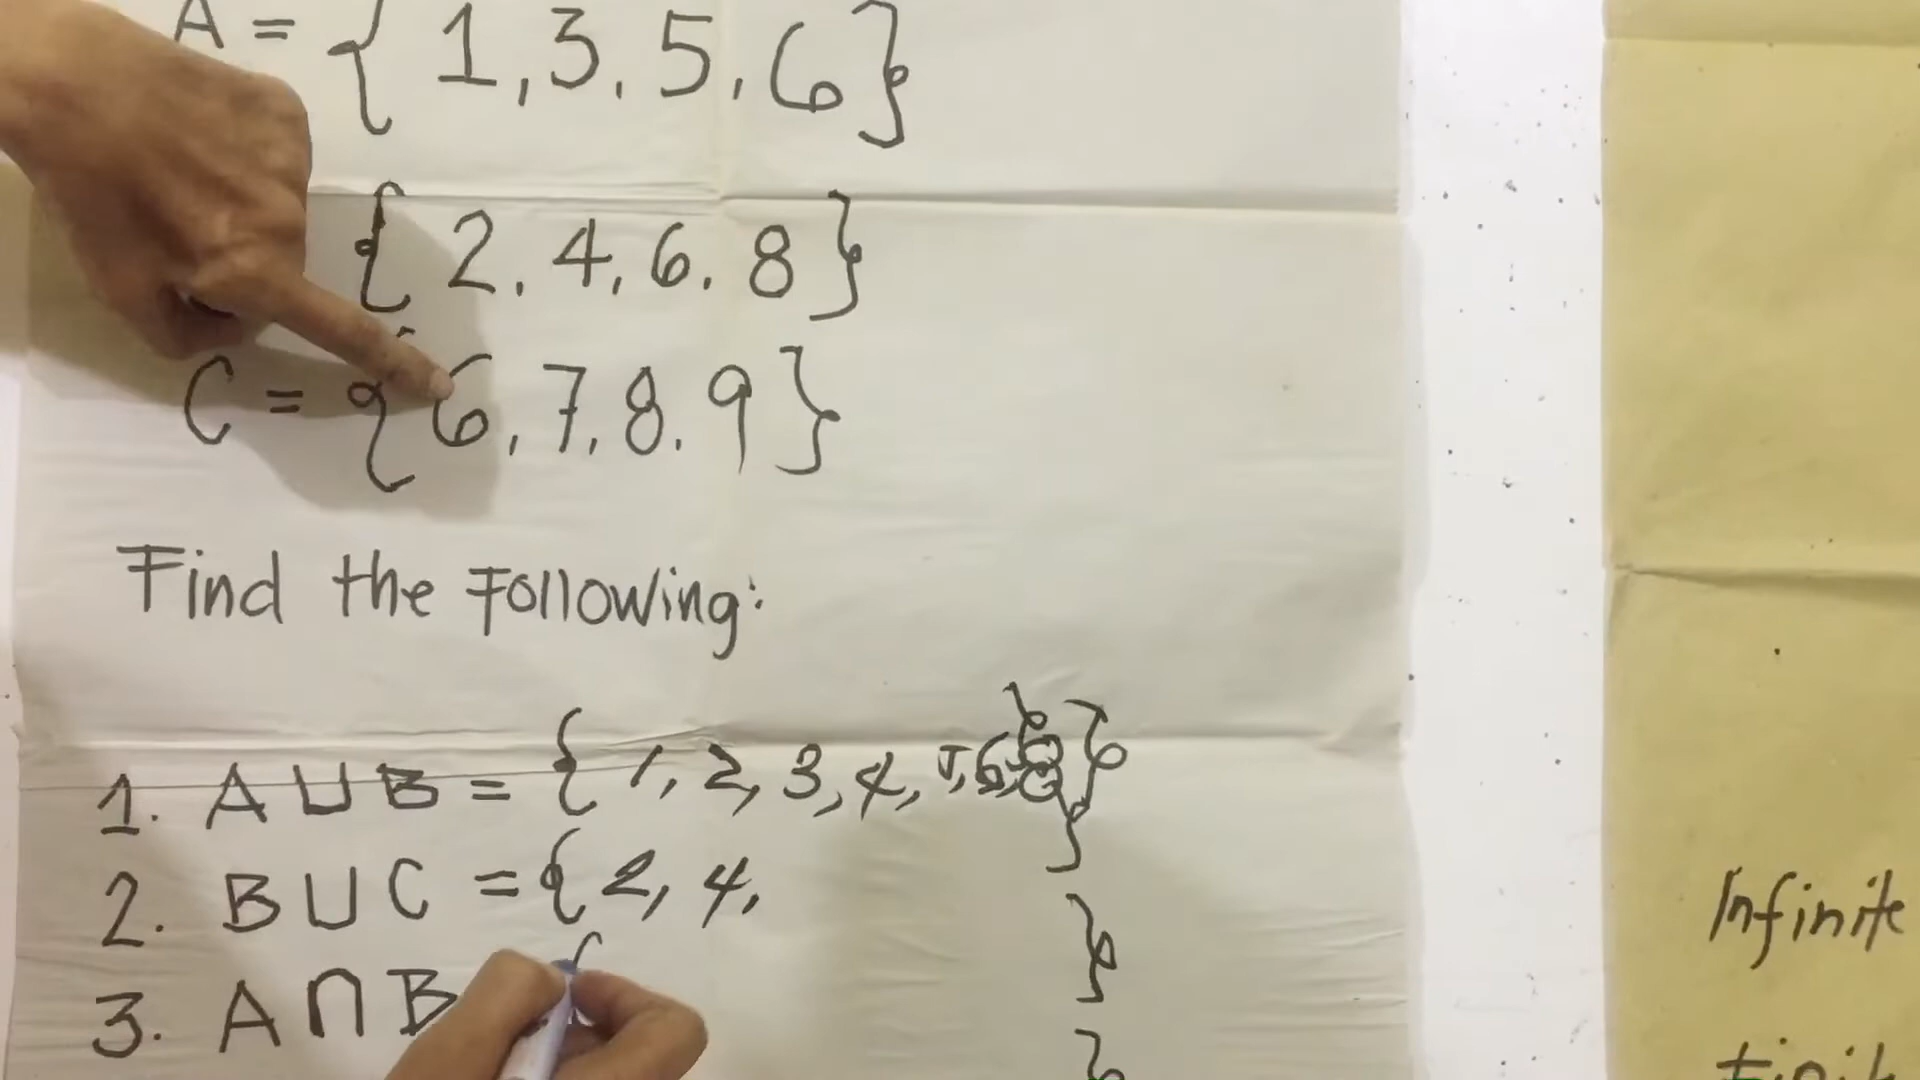 A = { 1, 3, 5, 6 }
{ 2, 4, 6, 8 }
C = { 6, 7, 8, 9 }
Find the Following:
1. A ∪ B = { 1, 2, 3, 4, 5, 6, 8 }
2. B ∪ C = { 2, 4, }
3. A ∩ B { }
Infinite